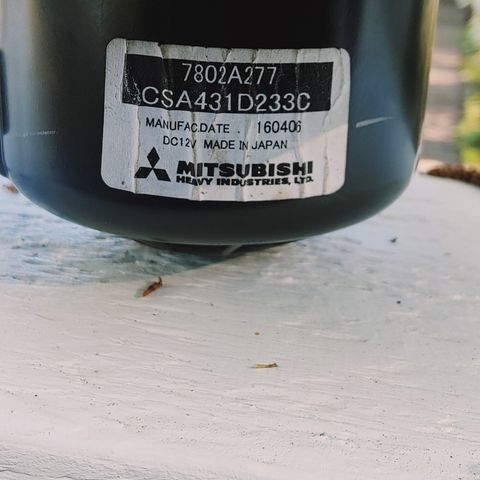 7802A277
CSA431D233C
MANUFAC.DATE . 160406
DC12V MADE IN JAPAN
MITSUBISHI
HEAVY INDUSTRIES, LTD.